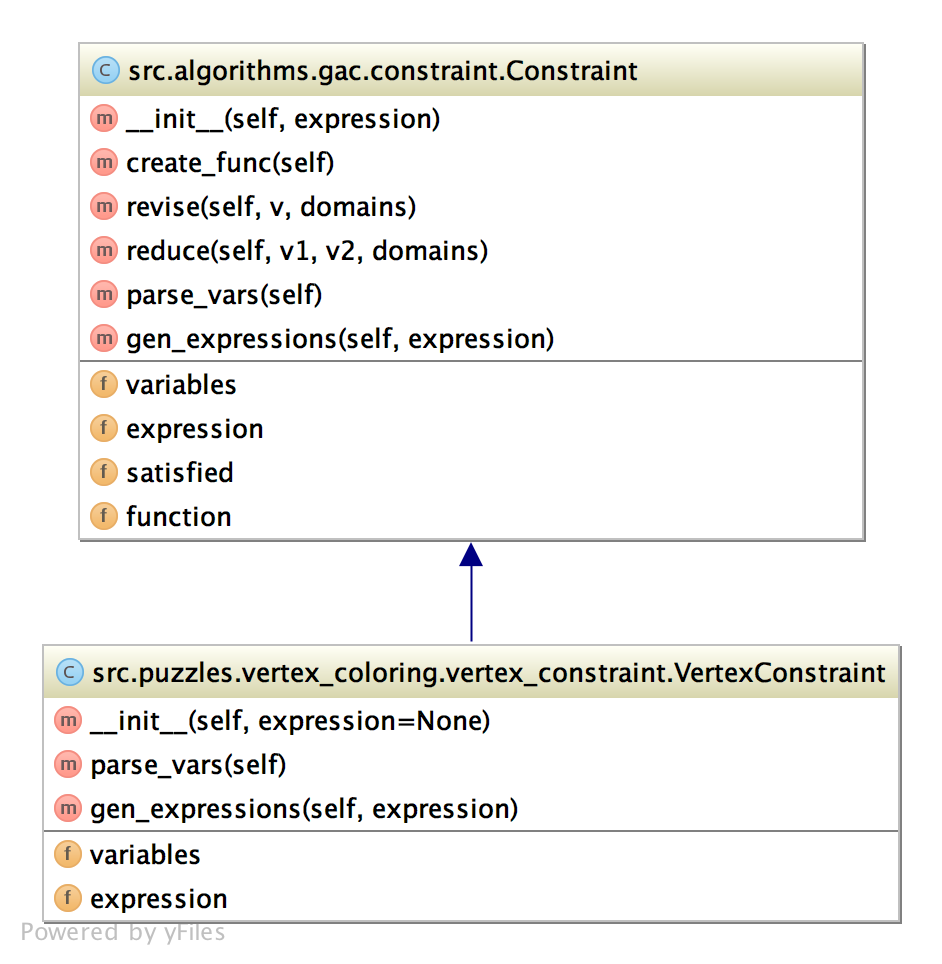 C src.algorithms.gac.constraint.Constraint
m __init__(self, expression)
m create_func(self)
m revise(self, v, domains)
m reduce(self, v1, v2, domains)
m parse_vars(self)
m gen_expressions(self, expression)
f variables
f expression
f satisfied
f function
C src.puzzles.vertex_coloring.vertex_constraint.VertexConstraint
m __init__(self, expression=None)
m parse_vars(self)
m gen_expressions(self, expression)
f variables
f expression
Powered by yFiles